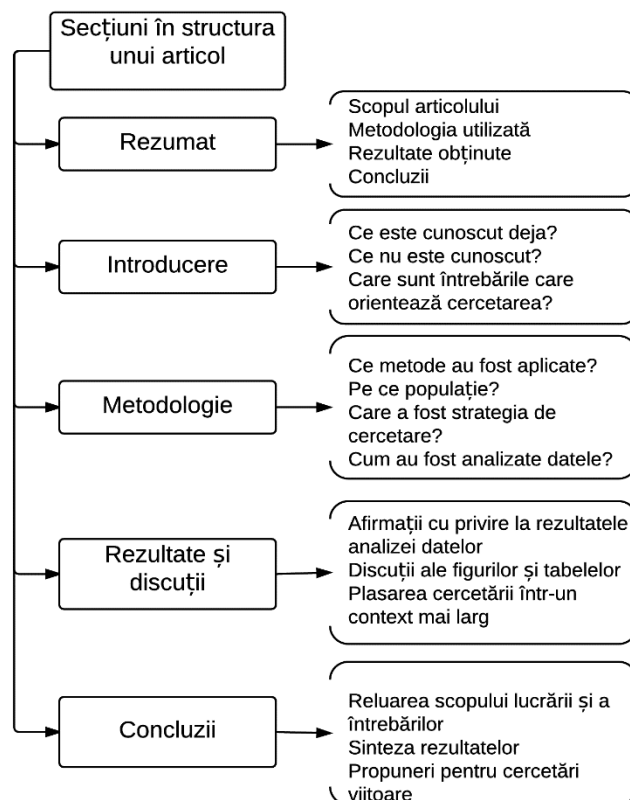 Secțiuni în structura
unui articol
Rezumat
Scopul articolului
Metodologia utilizată
Rezultate obținute
Concluzii
Introducere
Ce este cunoscut deja?
Ce nu este cunoscut?
Care sunt întrebările care
orientează cercetarea?
Metodologie
Ce metode au fost aplicate?
Pe ce populație?
Care a fost strategia de
cercetare?
Cum au fost analizate datele?
Rezultate și
discuții
Afirmații cu privire la rezultatele
analizei datelor
Discuții ale figurilor și tabelelor
Plasarea cercetării într-un
context mai larg
Concluzii
Reluarea scopului lucrării și a
întrebărilor
Sinteza rezultatelor
Propuneri pentru cercetări
viitoare